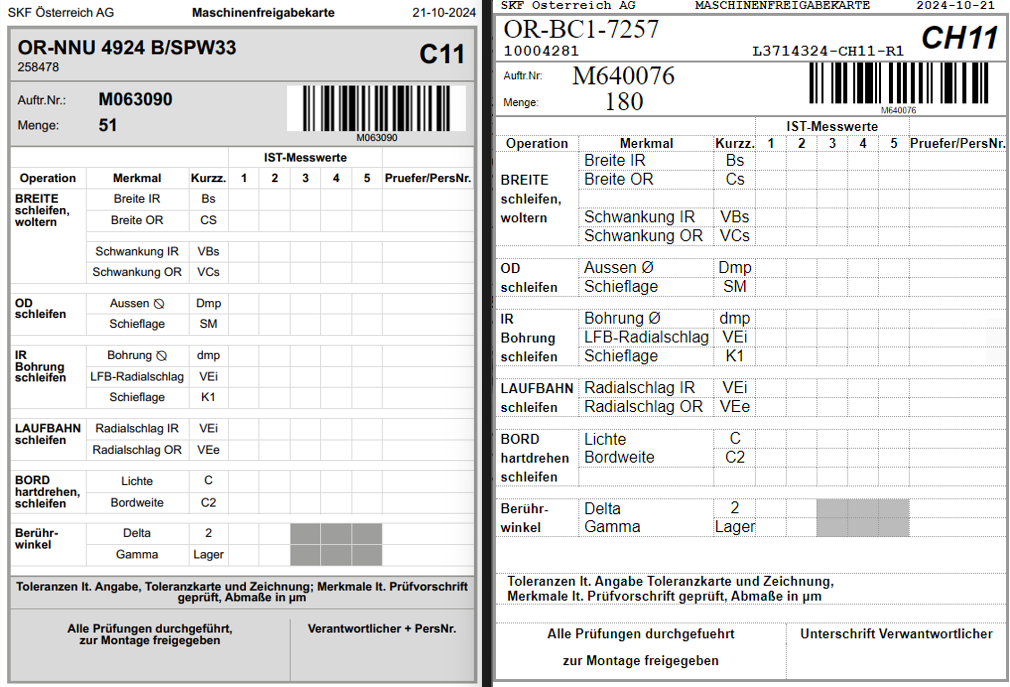 SKF Österreich AG Maschinenfreigabekarte 21-10-2024
OR-NNU 4924 B/SPW33 C11
258478
Auftr.Nr.: M063090
Menge: 51
M063090
IST-Messwerte
Operation Merkmal Kurzz. 1 2 3 4 5 Pruefer/PersNr.
BREITE schleifen, woltern
Breite IR Bs
Breite OR CS
Schwankung IR VBs
Schwankung OR VCs
OD schleifen
Aussen ⦰ Dmp
Schieflage SM
IR Bohrung schleifen
Bohrung ⦰ dmp
LFB-Radialschlag VEi
Schieflage K1
LAUFBAHN schleifen
Radialschlag IR VEi
Radialschlag OR VEe
BORD hartdrehen, schleifen
Lichte C
Bordweite C2
Berühr-
winkel
Delta 2
Gamma Lager
Toleranzen lt. Angabe, Toleranzkarte und Zeichnung; Merkmale lt. Prüfvorschrift
geprüft, Abmaße in µm
Alle Prüfungen durchgeführt,
zur Montage freigegeben
Verantwortlicher + PersNr.
SKF Österreich AG MASCHINENFREIGABEKARTE 2024-10-21
OR-BC1-7257 CH11
10004281 L3714324-CH11-R1
Auftr.Nr: M640076
Menge: 180
M640076
IST-Messwerte
Operation Merkmal Kurzz. 1 2 3 4 5 Pruefer/PersNr.
BREITE
schleifen,
woltern
Breite IR Bs
Breite OR Cs
Schwankung IR VBs
Schwankung OR VCs
OD
schleifen
Aussen Ø Dmp
Schieflage SM
IR
Bohrung
schleifen
Bohrung Ø dmp
LFB-Radialschlag VEi
Schieflage K1
LAUFBAHN
schleifen
Radialschlag IR VEi
Radialschlag OR VEe
BORD
hartdrehen
schleifen
Lichte C
Bordweite C2
Berühr-
winkel
Delta 2
Gamma Lager
Toleranzen lt. Angabe Toleranzkarte und Zeichnung,
Merkmale lt. Prüfvorschrift geprüft, Abmaße in µm
Alle Prüfungen durchgefuehrt
zur Montage freigegeben
Unterschrift Verwantwortlicher